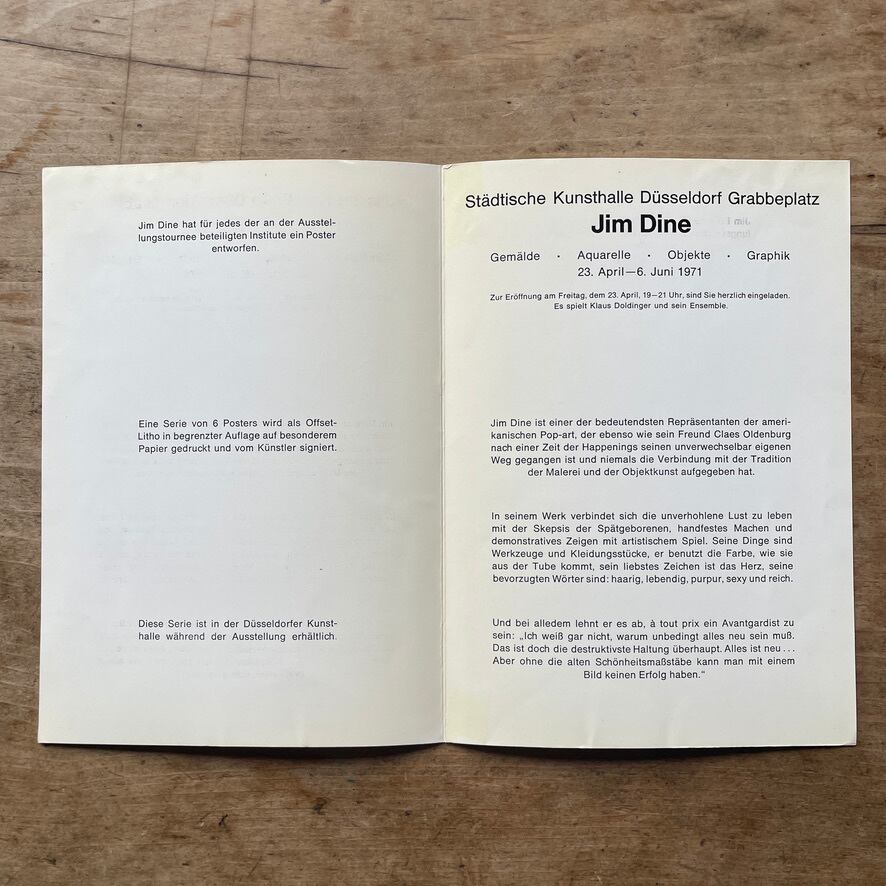 Jim Dine hat für jedes der an der Ausstel-
lungstournee beteiligten Institute ein Poster
entworfen.
Eine Serie von 6 Posters wird als Offset-
Litho in begrenzter Auflage auf besonderem
Papier gedruckt und vom Künstler signiert.
Diese Serie ist in der Düsseldorfer Kunst-
halle während der Ausstellung erhältlich.
Städtische Kunsthalle Düsseldorf Grabbeplatz
Jim Dine
Gemälde · Aquarelle · Objekte · Graphik
23. April—6. Juni 1971
Zur Eröffnung am Freitag, dem 23. April, 19—21 Uhr, sind Sie herzlich eingeladen.
Es spielt Klaus Doldinger und sein Ensemble.
Jim Dine ist einer der bedeutendsten Repräsentanten der ameri-
kanischen Pop-art, der ebenso wie sein Freund Claes Oldenburg
nach einer Zeit der Happenings seinen unverwechselbar eigenen
Weg gegangen ist und niemals die Verbindung mit der Tradition
der Malerei und der Objektkunst aufgegeben hat.
In seinem Werk verbindet sich die unverhohlene Lust zu leben
mit der Skepsis der Spätgeborenen, handfestes Machen und
demonstratives Zeigen mit artistischem Spiel. Seine Dinge sind
Werkzeuge und Kleidungsstücke, er benutzt die Farbe, wie sie
aus der Tube kommt, sein liebstes Zeichen ist das Herz, seine
bevorzugten Wörter sind: haarig, lebendig, purpur, sexy und reich.
Und bei alledem lehnt er es ab, à tout prix ein Avantgardist zu
sein: „Ich weiß gar nicht, warum unbedingt alles neu sein muß.
Das ist doch die destruktivste Haltung überhaupt. Alles ist neu ...
Aber ohne die alten Schönheitsmaßstäbe kann man mit einem
Bild keinen Erfolg haben.“